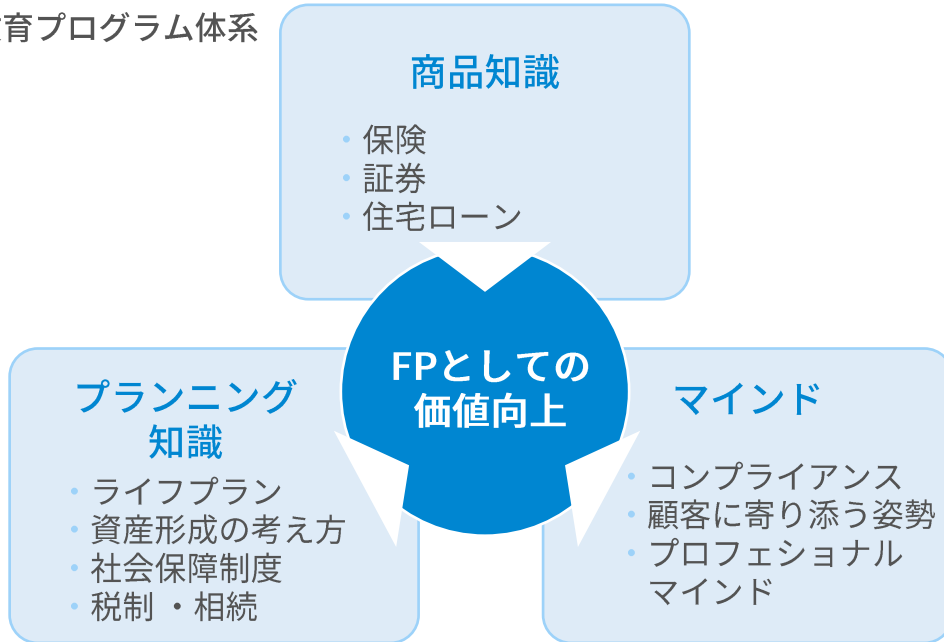 育プログラム体系
商品知識
・保険
・証券
・住宅ローン
FPとしての
価値向上
プランニング
知識
・ライフプラン
・資産形成の考え方
・社会保障制度
・税制 ・相続
マインド
・コンプライアンス
・顧客に寄り添う姿勢
・プロフェショナル
マインド